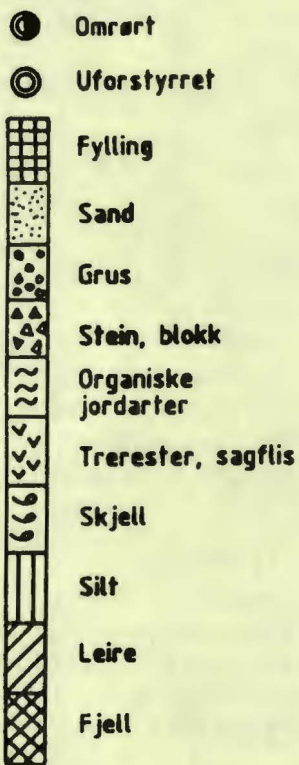 Omrørt
Uforstyrret
Fylling
Sand
Grus
Stein, blokk
Organiske
jordarter
Trerester, sagflis
Skjell
Silt
Leire
Fjell